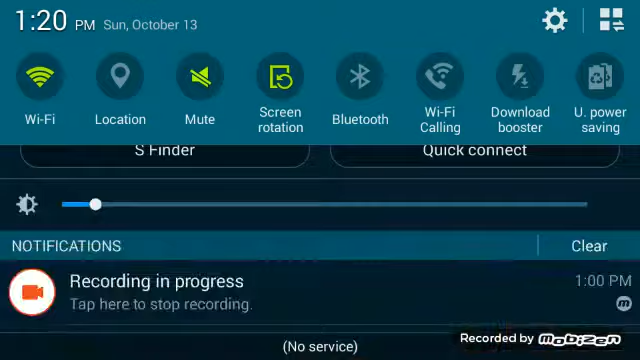 1:20 PM Sun, October 13
Wi-Fi
Location
Mute
Screen
rotation
Bluetooth
Wi-Fi
Calling
Download
booster
U. power
saving
S Finder
Quick connect
NOTIFICATIONS
Clear
Recording in progress
1:00 PM
Tap here to stop recording.
(No service)
Recorded by MOBIZEN